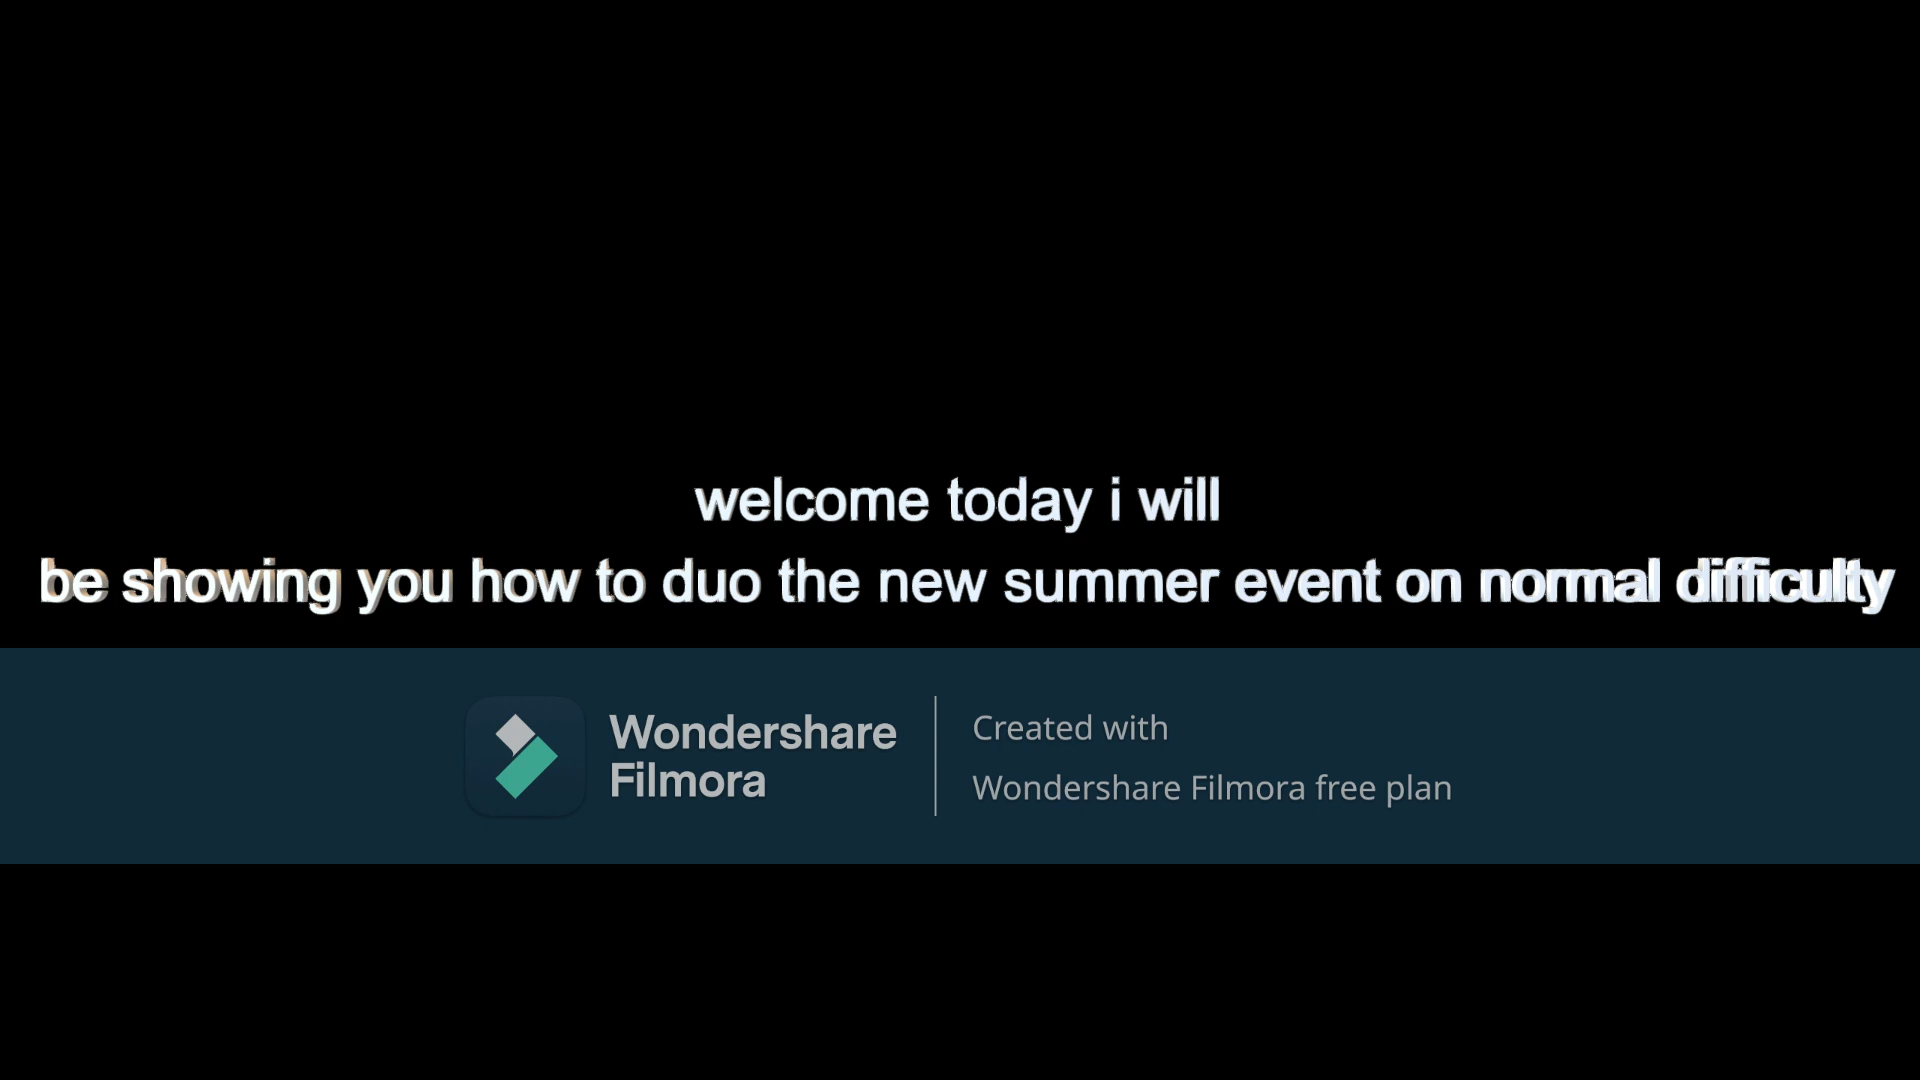 welcome today i will
be showing you how to duo the new summer event on normal difficulty
Wondershare
Filmora
Created with
Wondershare Filmora free plan